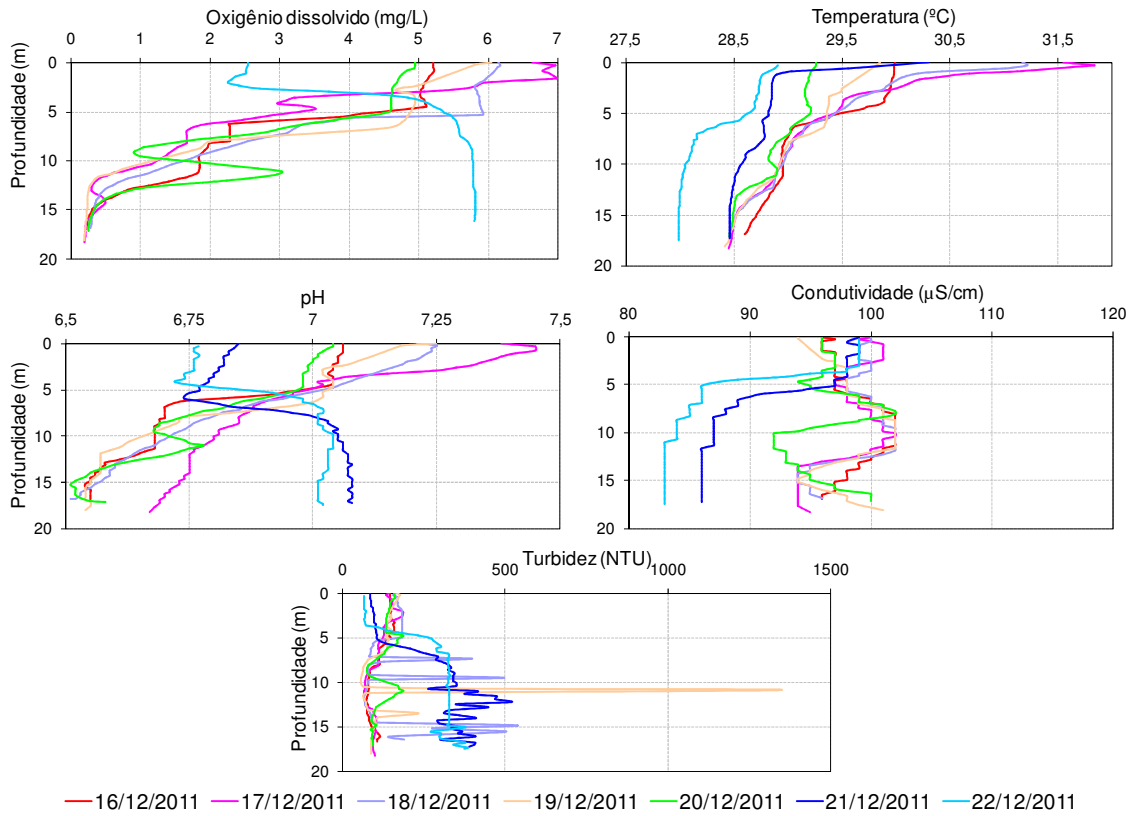 Oxigênio dissolvido (mg/L)
0 1 2 3 4 5 6 7
Profundidade (m)
0
5
10
15
20
Temperatura (ºC)
27,5 28,5 29,5 30,5 31,5
0
5
10
15
20
pH
6,5 6,75 7 7,25 7,5
Profundidade (m)
0
5
10
15
20
Condutividade (µS/cm)
80 90 100 110 120
0
5
10
15
20
Turbidez (NTU)
0 500 1000 1500
Profundidade (m)
0
5
10
15
20
16/12/2011 17/12/2011 18/12/2011 19/12/2011 20/12/2011 21/12/2011 22/12/2011